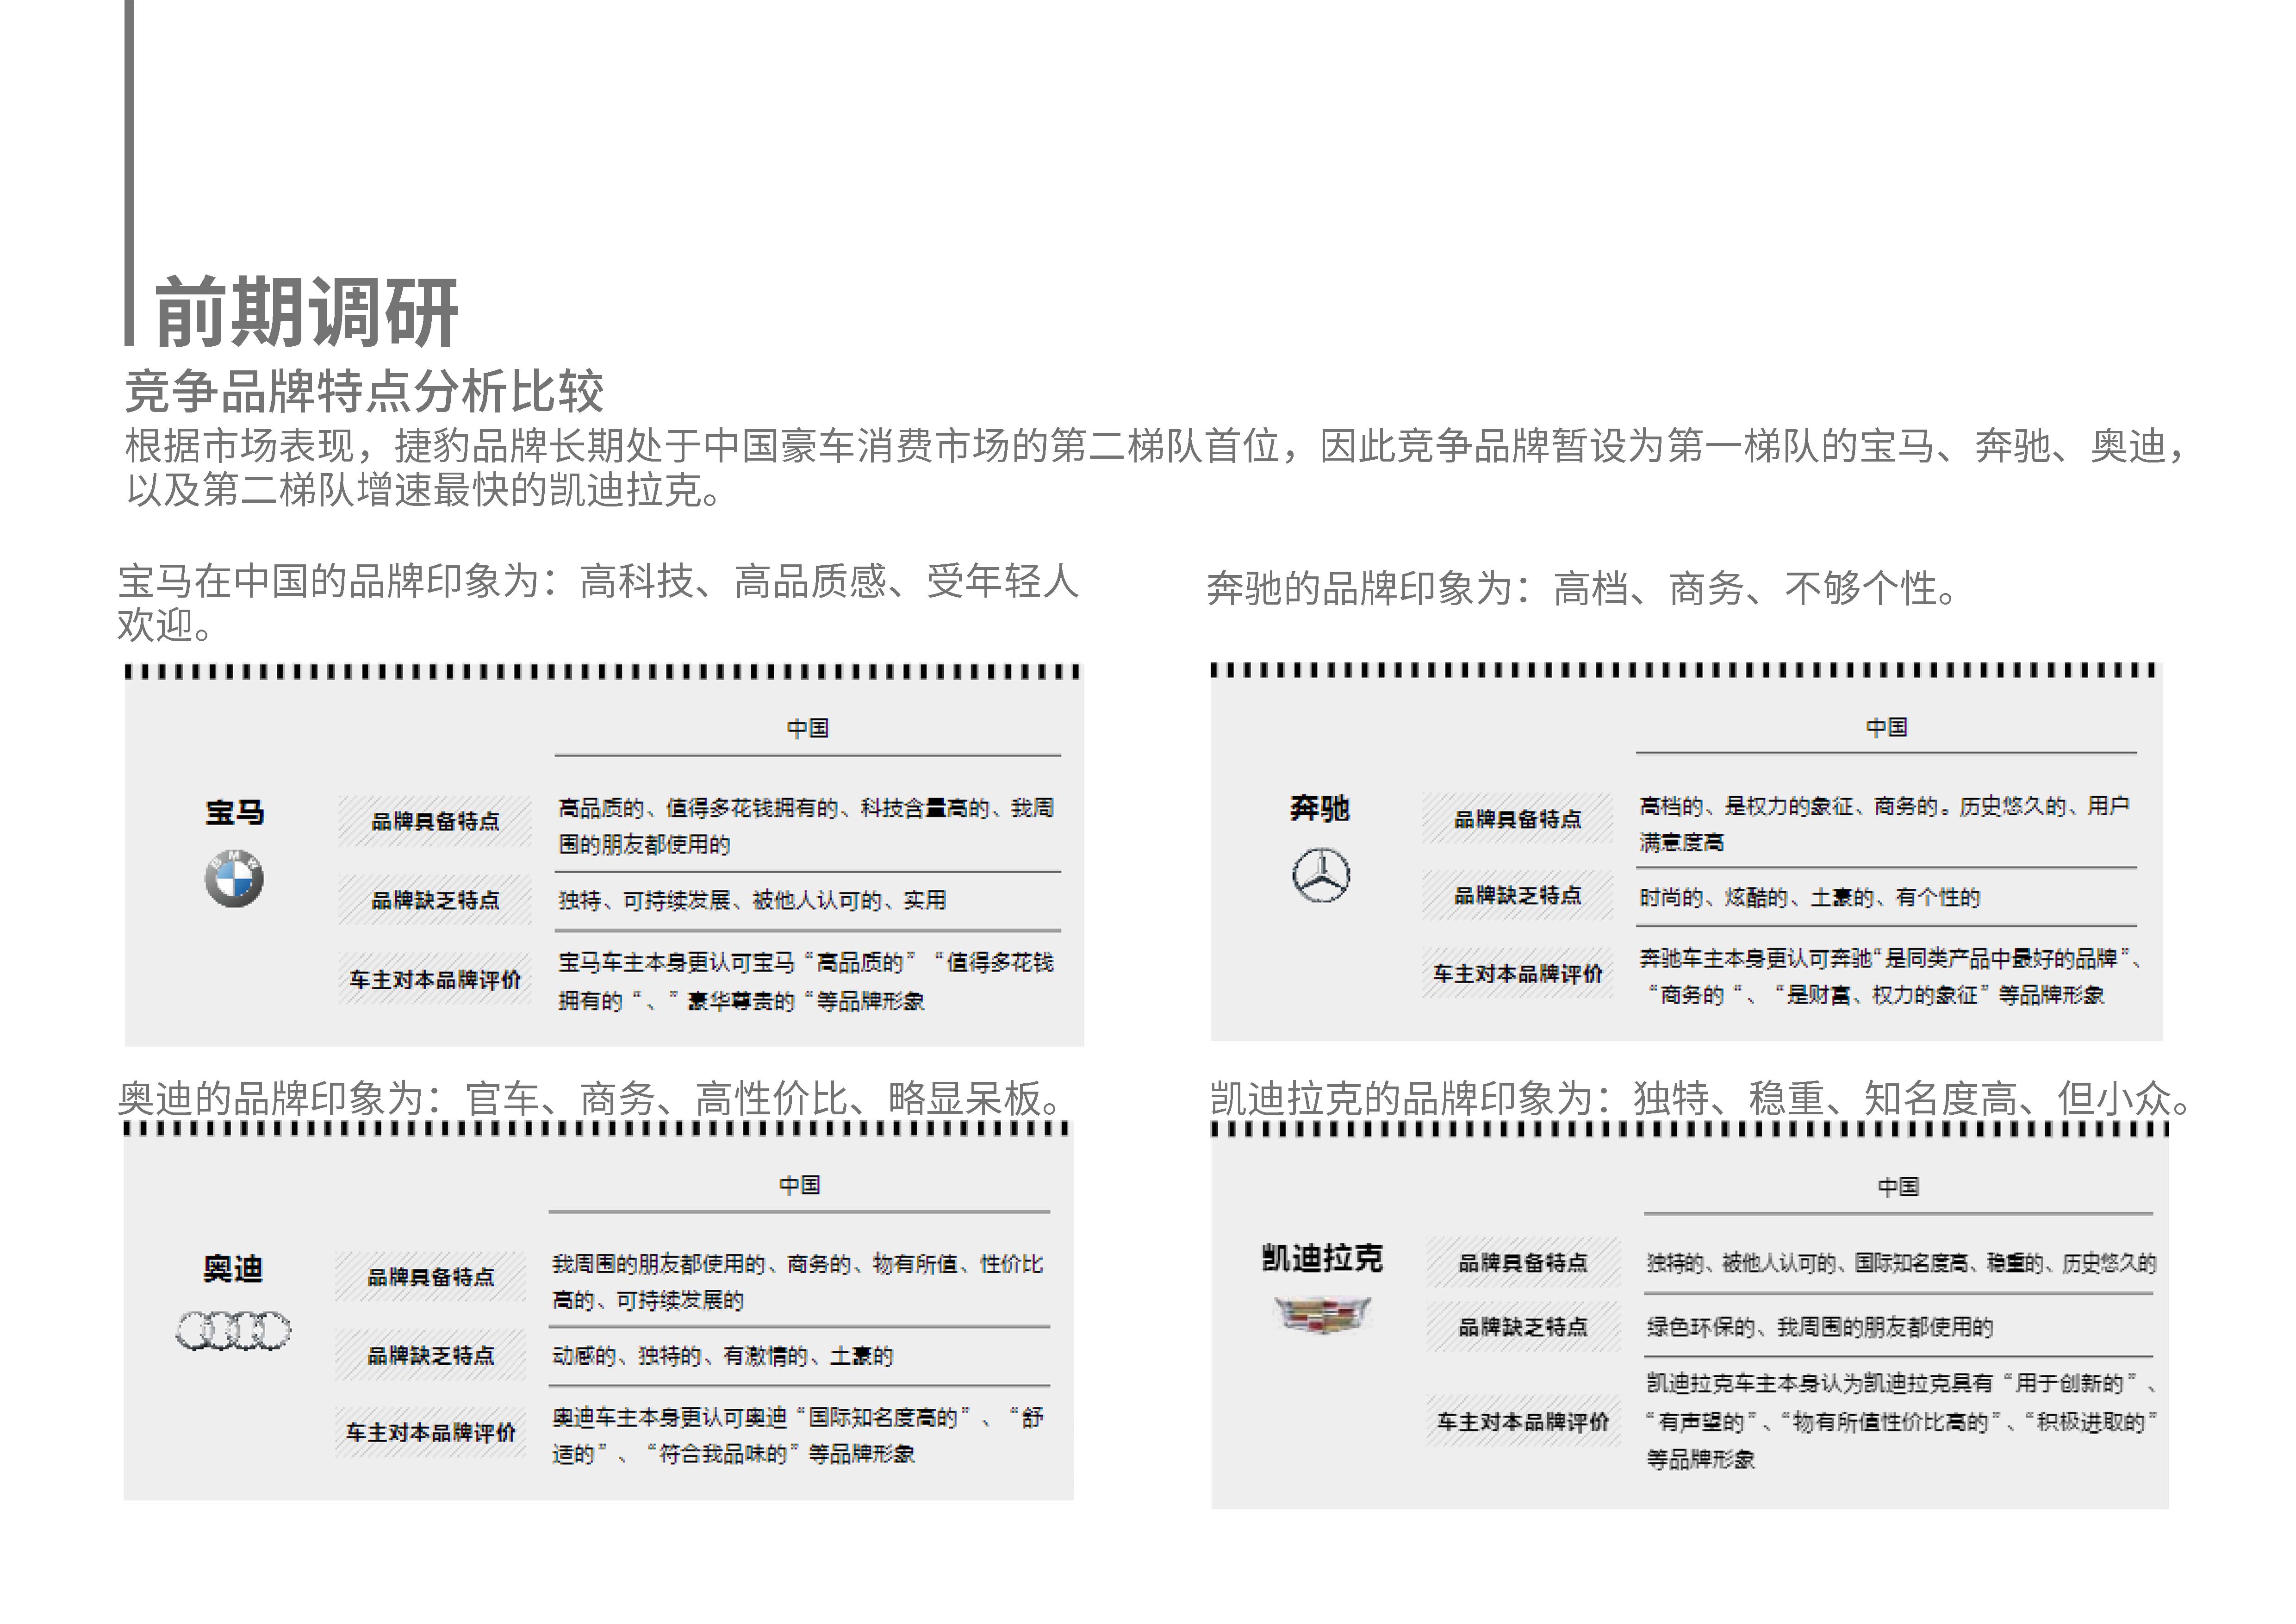 前期调研
竞争品牌特点分析比较
根据市场表现，捷豹品牌长期处于中国豪车消费市场的第二梯队首位，因此竞争品牌暂设为第一梯队的宝马、奔驰、奥迪，
以及第二梯队增速最快的凯迪拉克。
宝马在中国的品牌印象为：高科技、高品质感、受年轻人
欢迎。
中国
宝马
BMW
品牌具备特点
高品质的、值得多花钱拥有的、科技含量高的、我周
围的朋友都使用的
品牌缺乏特点
独特、可持续发展、被他人认可的、实用
车主对本品牌评价
宝马车主本身更认可宝马“高品质的” “值得多花钱
拥有的“、”豪华尊贵的“等品牌形象
奔驰的品牌印象为：高档、商务、不够个性。
中国
奔驰
品牌具备特点
高档的、是权力的象征、商务的。历史悠久的、用户
满意度高
品牌缺乏特点
时尚的、炫酷的、土豪的、有个性的
车主对本品牌评价
奔驰车主本身更认可奔驰“是同类产品中最好的品牌”、
“商务的“、“是财富、权力的象征”等品牌形象
奥迪的品牌印象为：官车、商务、高性价比、略显呆板。
中国
奥迪
品牌具备特点
我周围的朋友都使用的、商务的、物有所值、性价比
高的、可持续发展的
品牌缺乏特点
动感的、独特的、有激情的、土豪的
车主对本品牌评价
奥迪车主本身更认可奥迪“国际知名度高的”、“舒
适的”、“符合我品味的”等品牌形象
凯迪拉克的品牌印象为：独特、稳重、知名度高、但小众。
中国
凯迪拉克
品牌具备特点
独特的、被他人认可的、国际知名度高、稳重的、历史悠久的
品牌缺乏特点
绿色环保的、我周围的朋友都使用的
车主对本品牌评价
凯迪拉克车主本身认为凯迪拉克具有“用于创新的”、
“有声望的”、“物有所值性价比高的”、“积极进取的”
等品牌形象